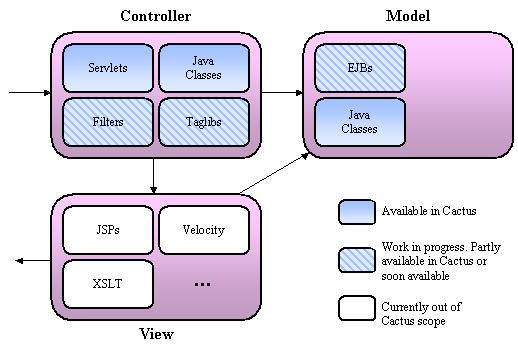 Controller
Model
Servlets
Java
Classes
Filters
Taglibs
EJBs
Java
Classes
JSPs
Velocity
XSLT
...
View
Available in Cactus
Work in progress. Partly
available in Cactus or
soon available
Currently out of
Cactus scope